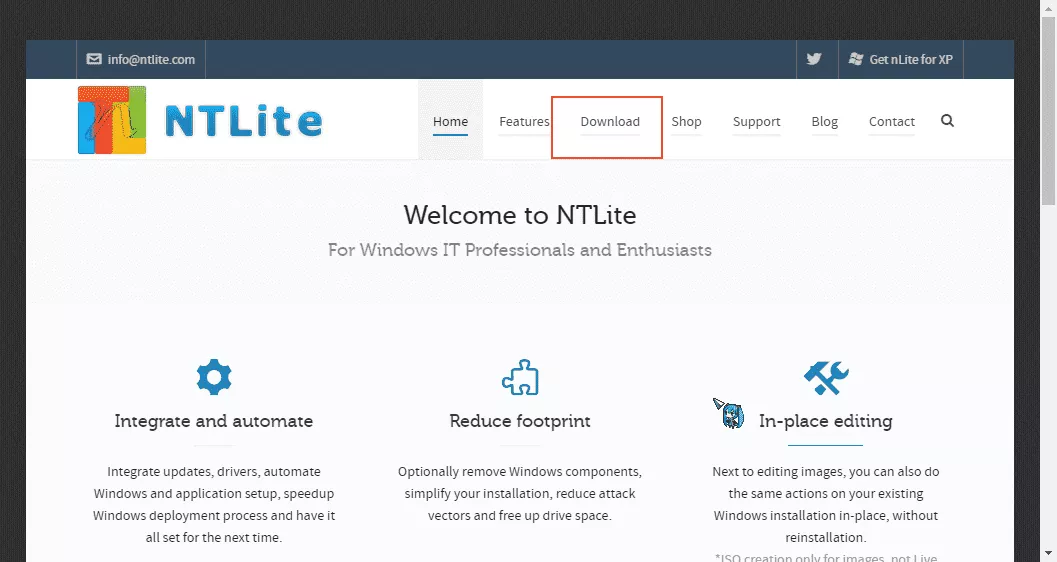 info@ntlite.com
Get nLite for XP
NTLite
Home Features Download Shop Support Blog Contact
Welcome to NTLite
For Windows IT Professionals and Enthusiasts
Integrate and automate
Integrate updates, drivers, automate
Windows and application setup, speedup
Windows deployment process and have it
all set for the next time.
Reduce footprint
Optionally remove Windows components,
simplify your installation, reduce attack
vectors and free up drive space.
In-place editing
Next to editing images, you can also do
the same actions on your existing
Windows installation in-place, without
reinstallation.
*ISO creation only for images, not Live